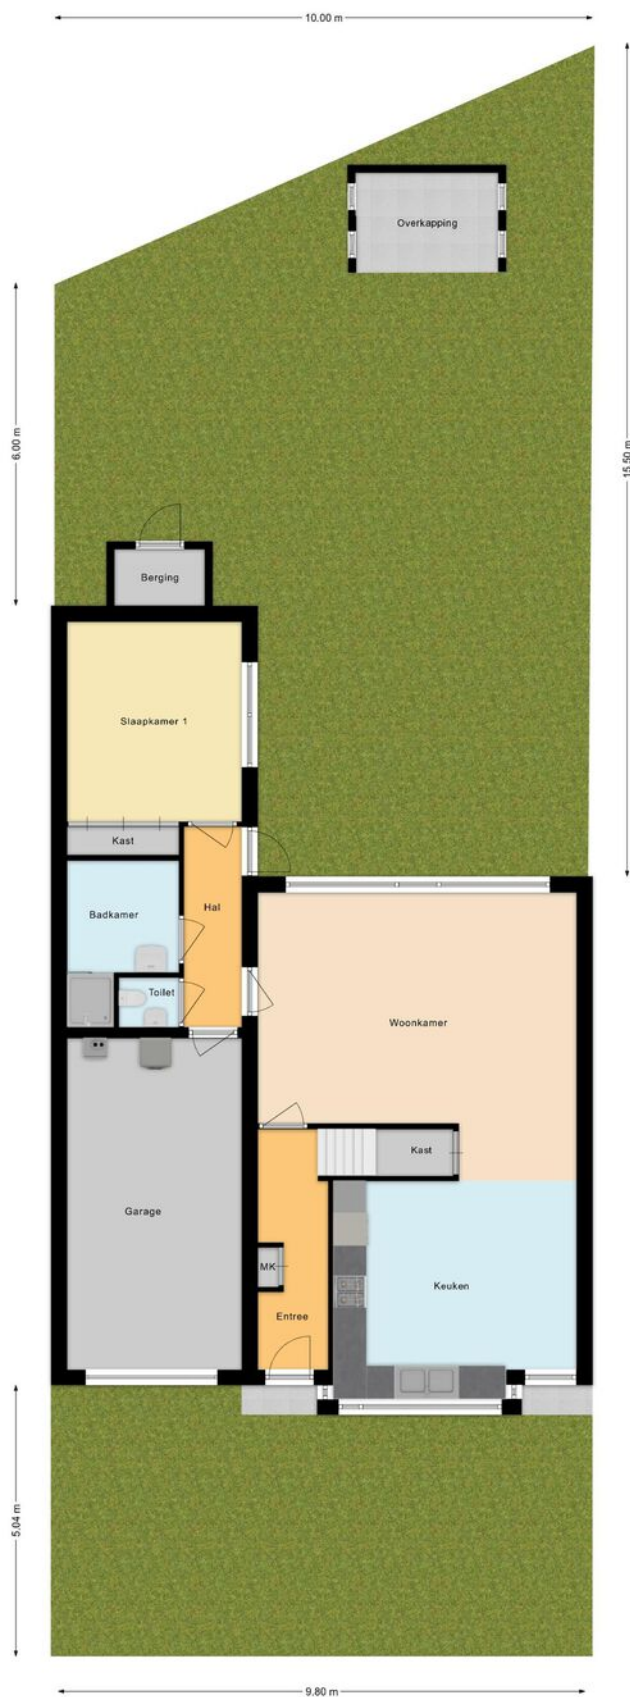 10.00 m
Overkapping
6.00 m
15.50 m
Berging
Slaapkamer 1
Kast
Badkamer
Hal
Toilet
Woonkamer
Kast
Garage
MK
Keuken
Entree
5.04 m
9.80 m